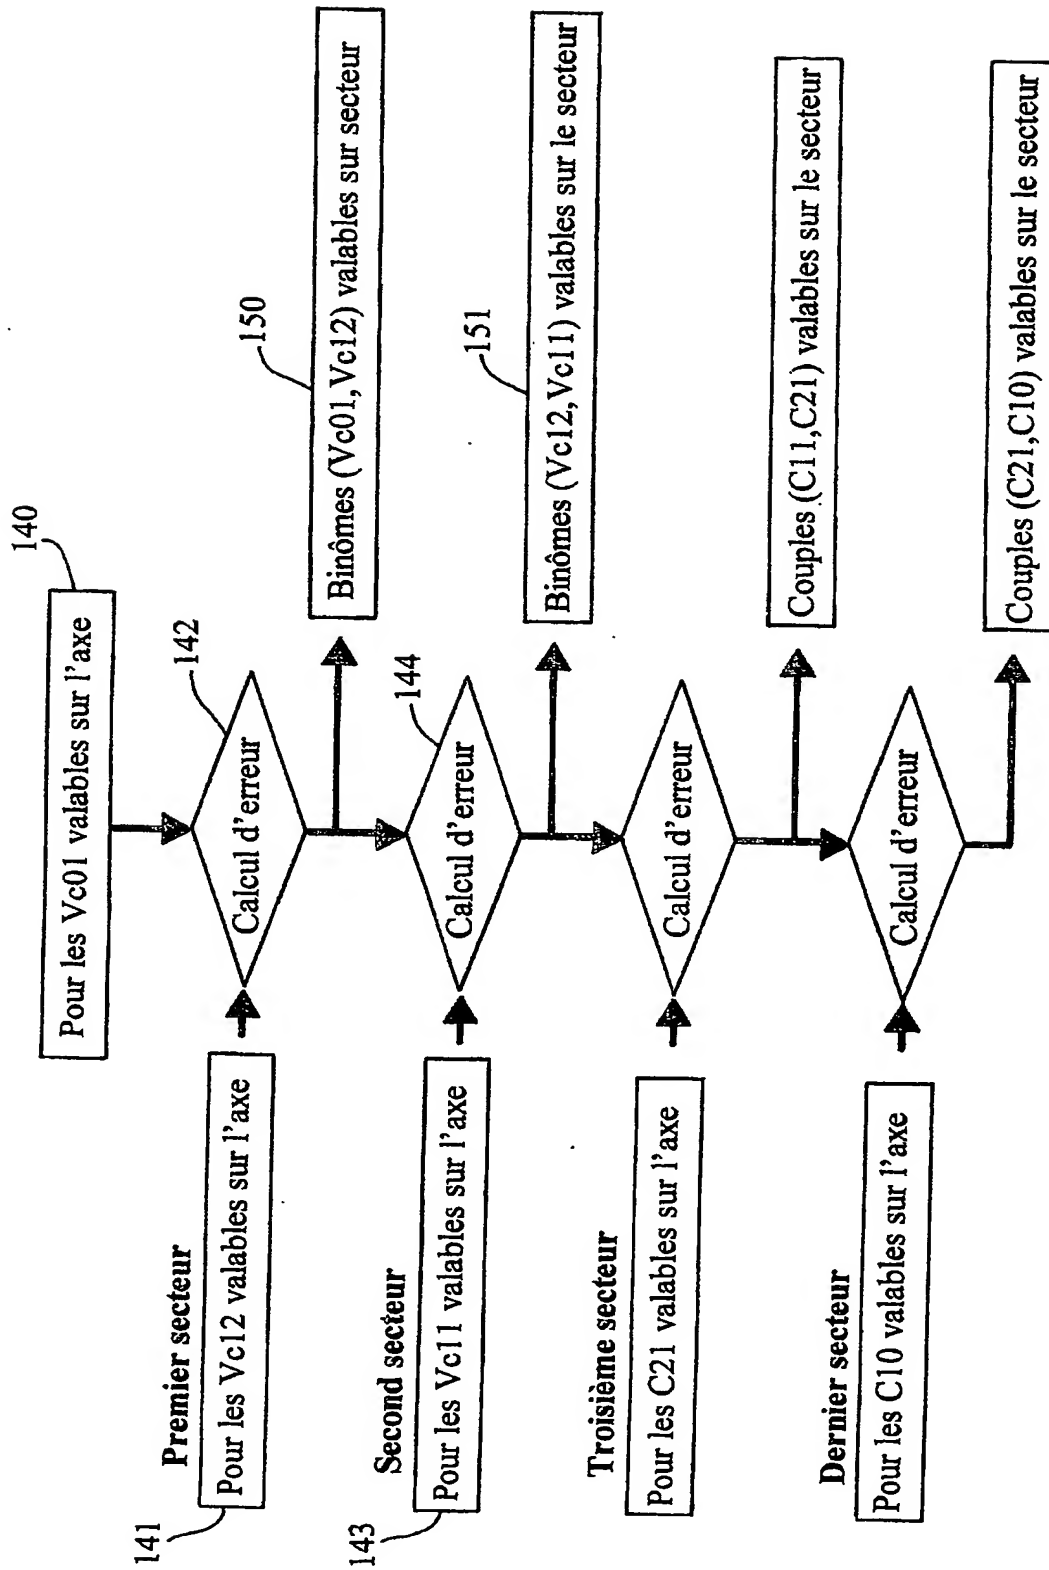 140
Pour les Vc01 valables sur l'axe
Premier secteur
141
Pour les Vc12 valables sur l'axe
142
Calcul d'erreur
150
Binômes (Vc01,Vc12) valables sur secteur
Second secteur
143
Pour les Vc11 valables sur l'axe
144
Calcul d'erreur
151
Binômes (Vc12,Vc11) valables sur le secteur
Troisième secteur
Pour les C21 valables sur l'axe
Calcul d'erreur
Couples (C11,C21) valables sur le secteur
Dernier secteur
Pour les C10 valables sur l'axe
Calcul d'erreur
Couples (C21,C10) valables sur le secteur